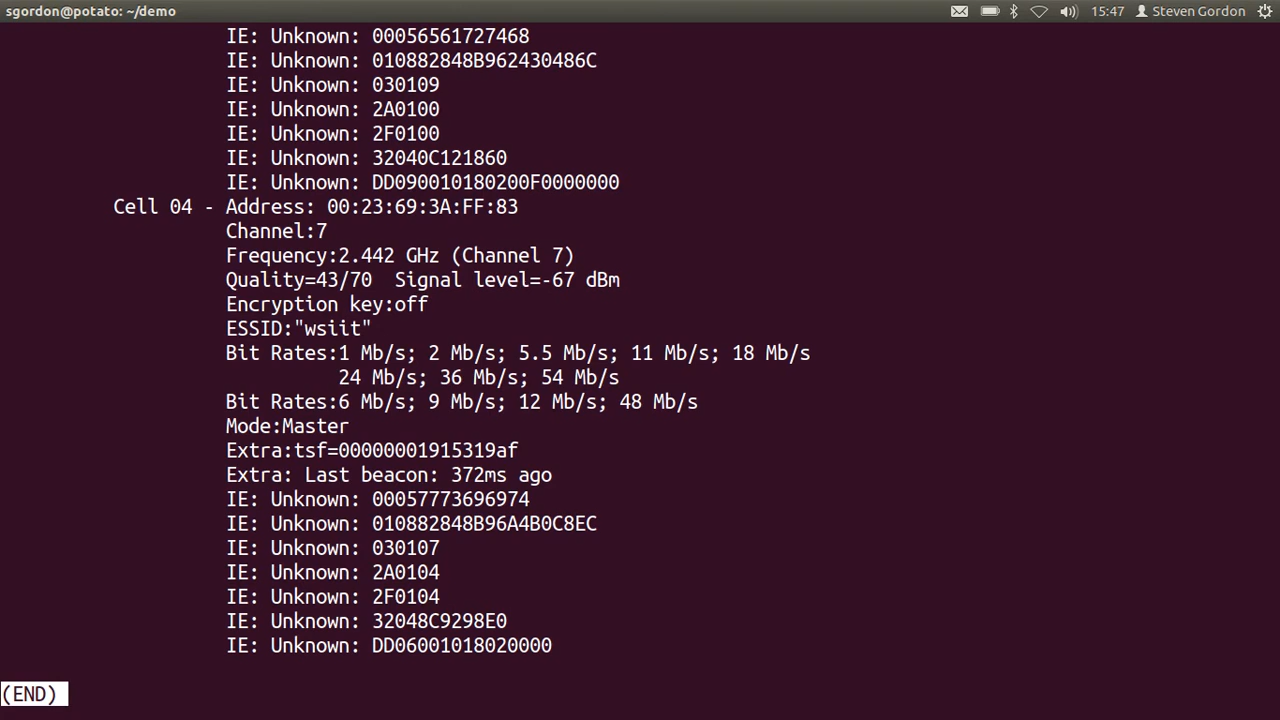 sgordon@potato: ~/demo
15:47 Steven Gordon
IE: Unknown: 00056561727468
IE: Unknown: 010882848B962430486C
IE: Unknown: 030109
IE: Unknown: 2A0100
IE: Unknown: 2F0100
IE: Unknown: 32040C121860
IE: Unknown: DD090010180200F0000000
Cell 04 - Address: 00:23:69:3A:FF:83
Channel:7
Frequency:2.442 GHz (Channel 7)
Quality=43/70  Signal level=-67 dBm
Encryption key:off
ESSID:"wsiit"
Bit Rates:1 Mb/s; 2 Mb/s; 5.5 Mb/s; 11 Mb/s; 18 Mb/s
24 Mb/s; 36 Mb/s; 54 Mb/s
Bit Rates:6 Mb/s; 9 Mb/s; 12 Mb/s; 48 Mb/s
Mode:Master
Extra:tsf=00000001915319af
Extra: Last beacon: 372ms ago
IE: Unknown: 00057773696974
IE: Unknown: 010882848B96A4B0C8EC
IE: Unknown: 030107
IE: Unknown: 2A0104
IE: Unknown: 2F0104
IE: Unknown: 32048C9298E0
IE: Unknown: DD06001018020000
(END)